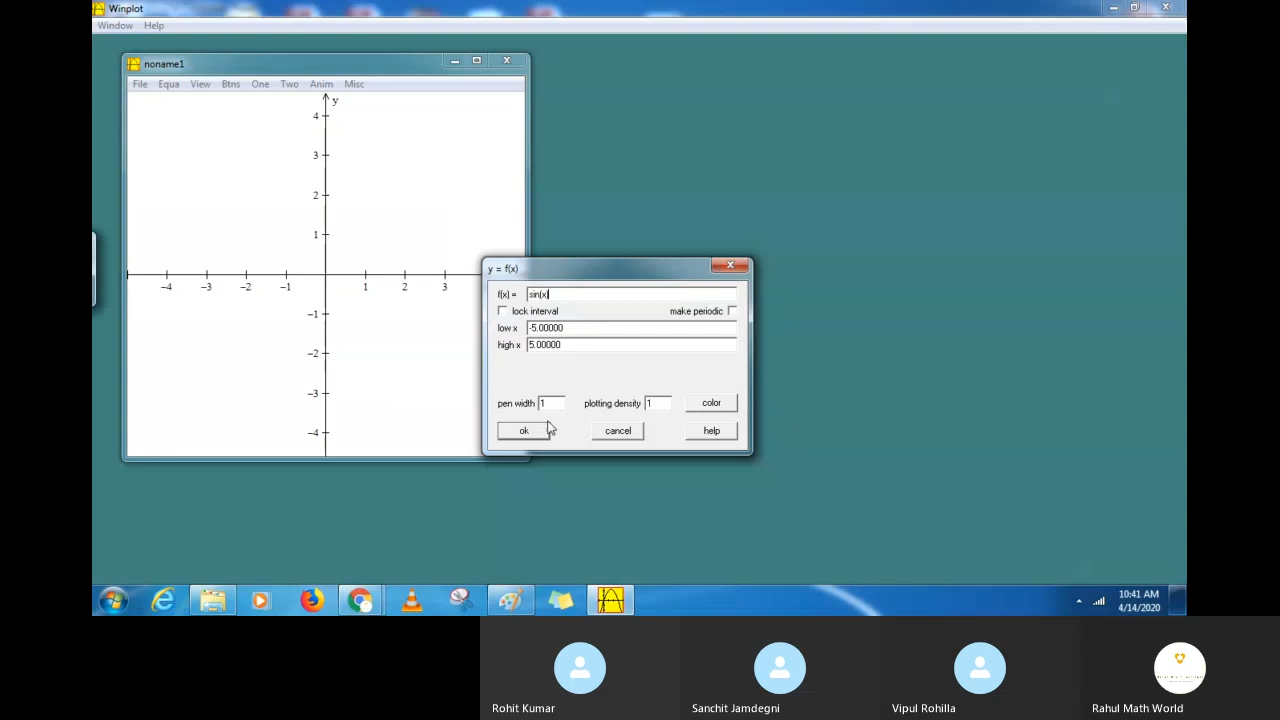 Winplot
Window Help
noname1
File Equa View Btns One Two Anim Misc
y
4
3
2
1
−4 −3 −2 −1 1 2 3
−1
−2
−3
−4
y = f(x)
f(x) = sin(x)
lock interval make periodic
low x -5.00000
high x 5.00000
pen width 1 plotting density 1 color
ok cancel help
10:41 AM
4/14/2020
Rohit Kumar Sanchit Jamdegni Vipul Rohilla Rahul Math World